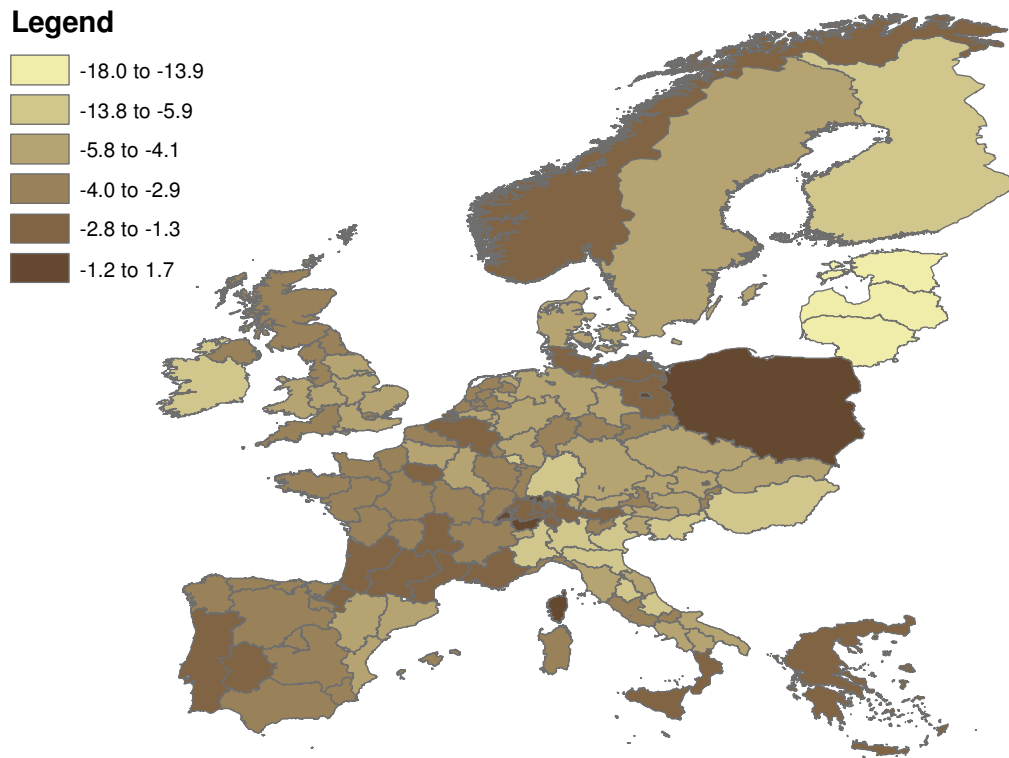 Legend
-18.0 to -13.9
-13.8 to -5.9
-5.8 to -4.1
-4.0 to -2.9
-2.8 to -1.3
-1.2 to 1.7